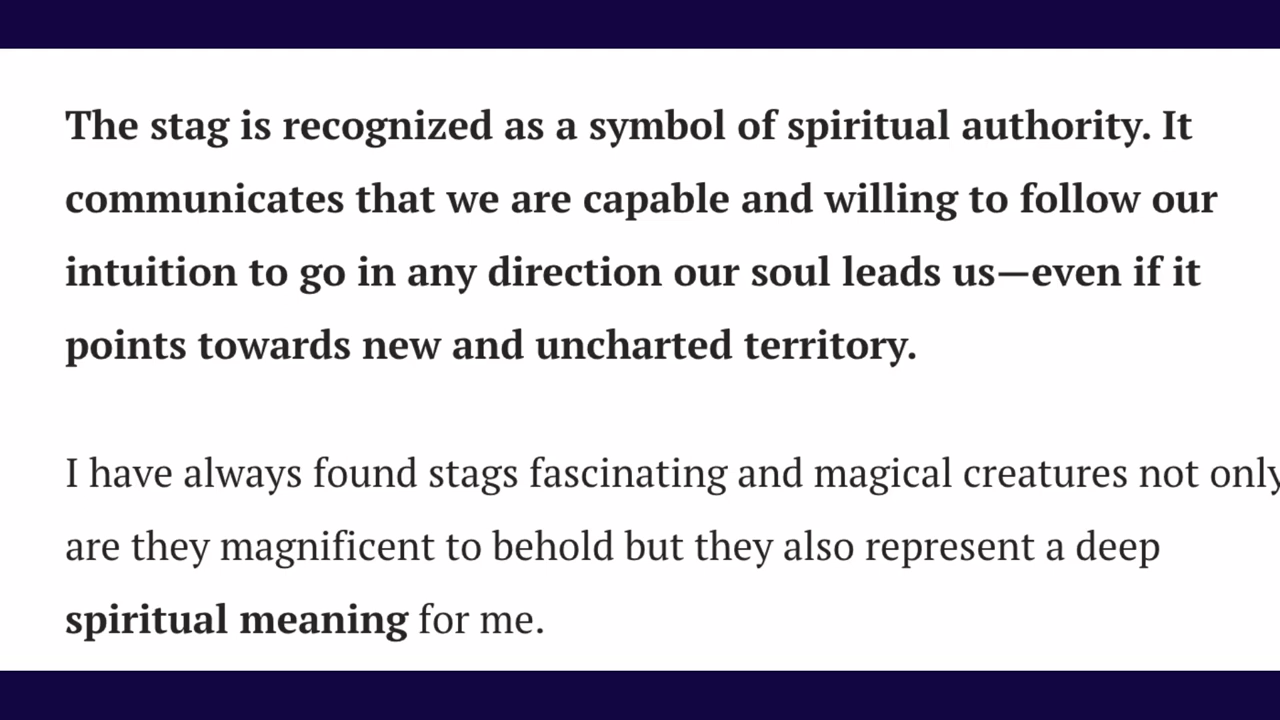 The stag is recognized as a symbol of spiritual authority. It
communicates that we are capable and willing to follow our
intuition to go in any direction our soul leads us—even if it
points towards new and uncharted territory.
I have always found stags fascinating and magical creatures not only
are they magnificent to behold but they also represent a deep
spiritual meaning for me.